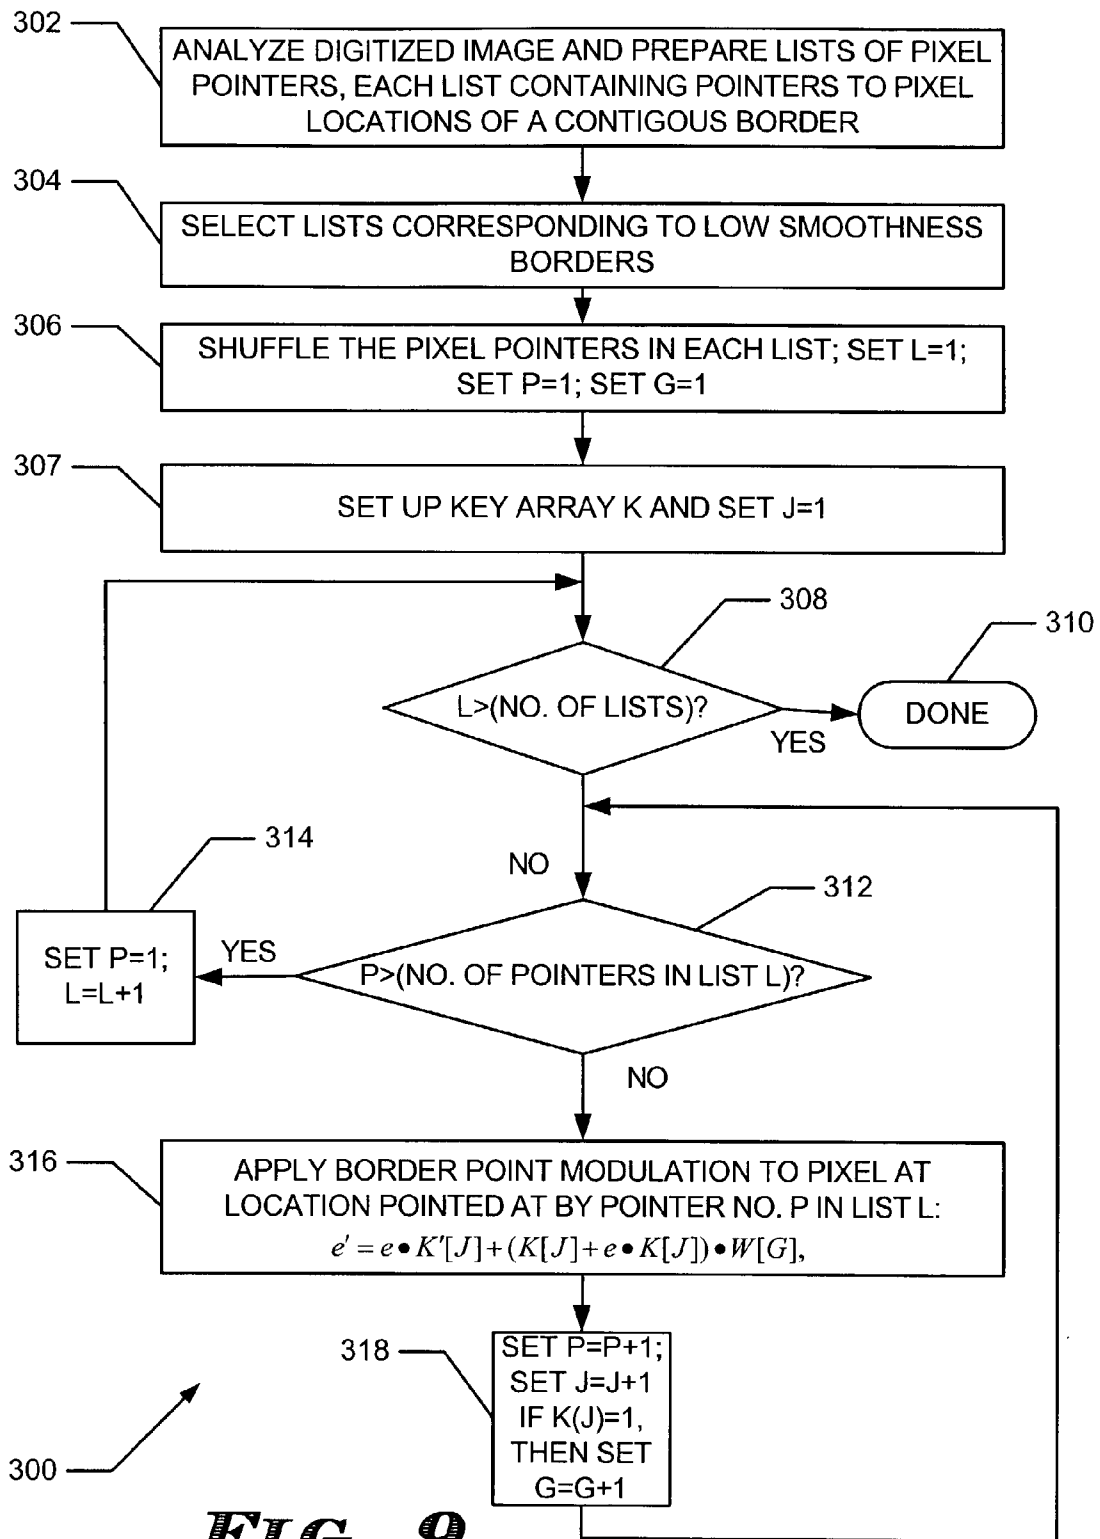 302
ANALYZE DIGITIZED IMAGE AND PREPARE LISTS OF PIXEL
POINTERS, EACH LIST CONTAINING POINTERS TO PIXEL
LOCATIONS OF A CONTIGOUS BORDER
304
SELECT LISTS CORRESPONDING TO LOW SMOOTHNESS
BORDERS
306
SHUFFLE THE PIXEL POINTERS IN EACH LIST; SET L=1;
SET P=1; SET G=1
307
SET UP KEY ARRAY K AND SET J=1
308
310
L>(NO. OF LISTS)?
DONE
YES
314
NO
312
SET P=1;
L=L+1
YES
P>(NO. OF POINTERS IN LIST L)?
NO
316
APPLY BORDER POINT MODULATION TO PIXEL AT
LOCATION POINTED AT BY POINTER NO. P IN LIST L:
e' = e • K'[J] + (K[J] + e • K[J]) • W[G],
318
SET P=P+1;
SET J=J+1
IF K(J)=1,
THEN SET
G=G+1
300
FIG. 9